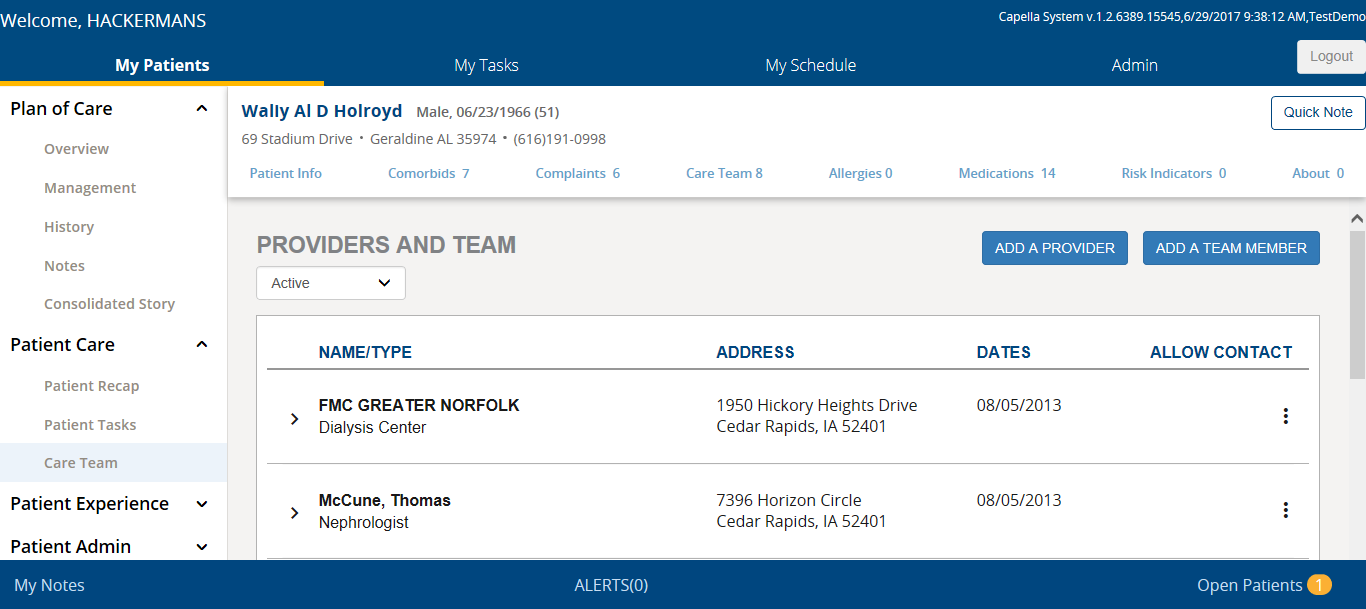 Welcome, HACKERMANS
Capella System v.1.2.6389.15545,6/29/2017 9:38:12 AM,TestDemo
My Patients
My Tasks
My Schedule
Admin
Logout
Plan of Care
Overview
Management
History
Notes
Consolidated Story
Patient Care
Patient Recap
Patient Tasks
Care Team
Patient Experience
Patient Admin
Wally Al D Holroyd Male, 06/23/1966 (51)
Quick Note
69 Stadium Drive • Geraldine AL 35974 • (616)191-0998
Patient Info
Comorbids 7
Complaints 6
Care Team 8
Allergies 0
Medications 14
Risk Indicators 0
About 0
PROVIDERS AND TEAM
ADD A PROVIDER
ADD A TEAM MEMBER
Active
NAME/TYPE
ADDRESS
DATES
ALLOW CONTACT
FMC GREATER NORFOLK
Dialysis Center
1950 Hickory Heights Drive
Cedar Rapids, IA 52401
08/05/2013
McCune, Thomas
Nephrologist
7396 Horizon Circle
Cedar Rapids, IA 52401
08/05/2013
My Notes
ALERTS(0)
Open Patients 1